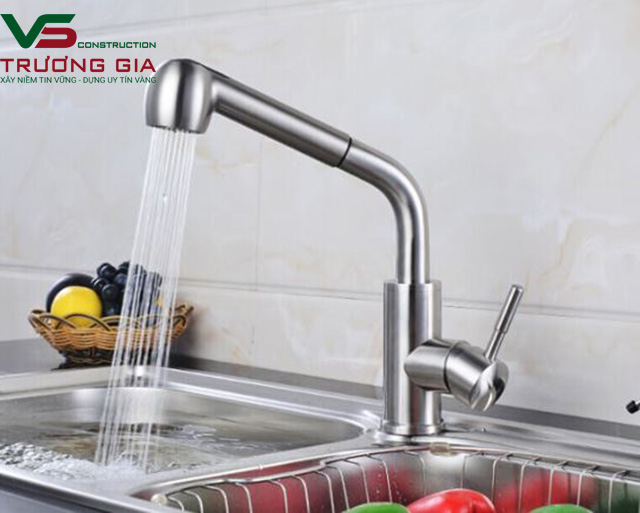 VS CONSTRUCTION
TRƯƠNG GIA
XÂY NIỀM TIN VỮNG - DỰNG UY TÍN VÀNG